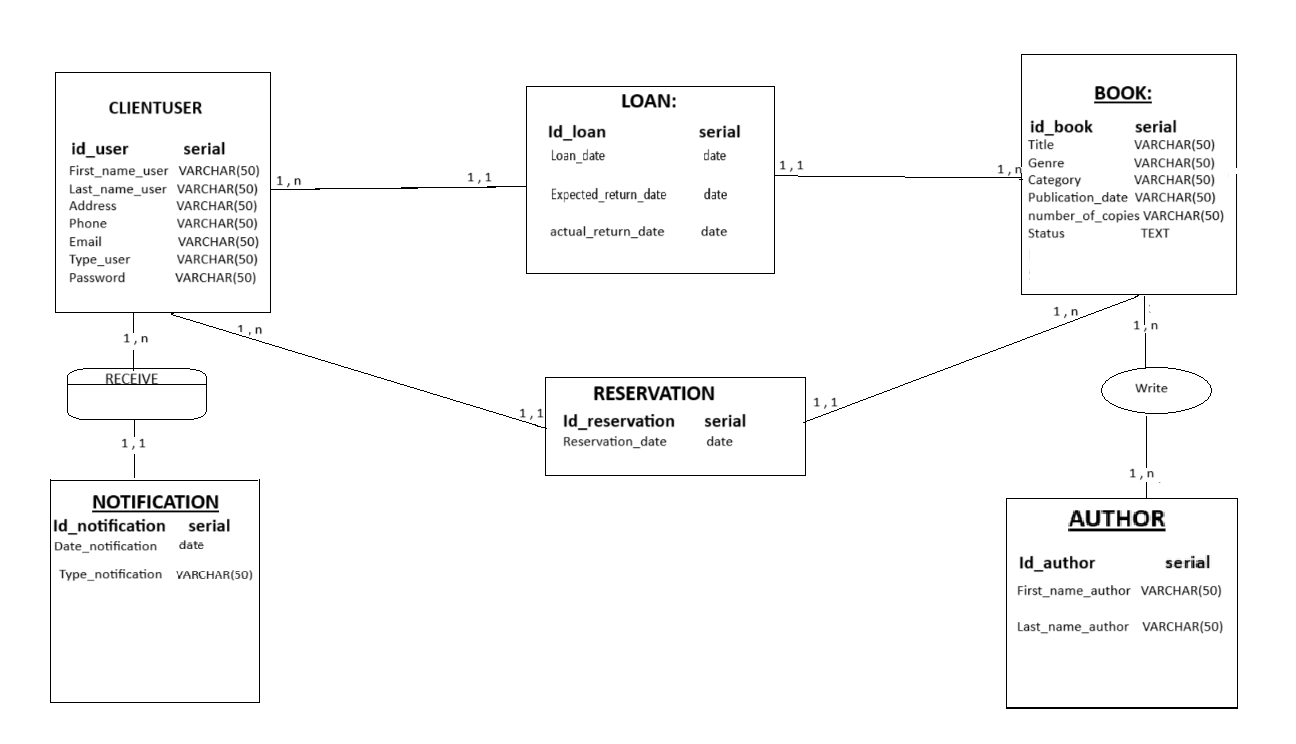 CLIENTUSER
id_user serial
First_name_user VARCHAR(50)
Last_name_user VARCHAR(50)
Address VARCHAR(50)
Phone VARCHAR(50)
Email VARCHAR(50)
Type_user VARCHAR(50)
Password VARCHAR(50)
1,n
1,1
LOAN:
Id_loan serial
Loan_date date
Expected_return_date date
actual_return_date date
1,1
1,n
BOOK:
id_book serial
Title VARCHAR(50)
Genre VARCHAR(50)
Category VARCHAR(50)
Publication_date VARCHAR(50)
number_of_copies VARCHAR(50)
Status TEXT
1,n
RECEIVE
1,1
NOTIFICATION
Id_notification serial
Date_notification date
Type_notification VARCHAR(50)
1,n
1,1
RESERVATION
Id_reservation serial
Reservation_date date
1,1
1,n
1,n
Write
1,n
AUTHOR
Id_author serial
First_name_author VARCHAR(50)
Last_name_author VARCHAR(50)